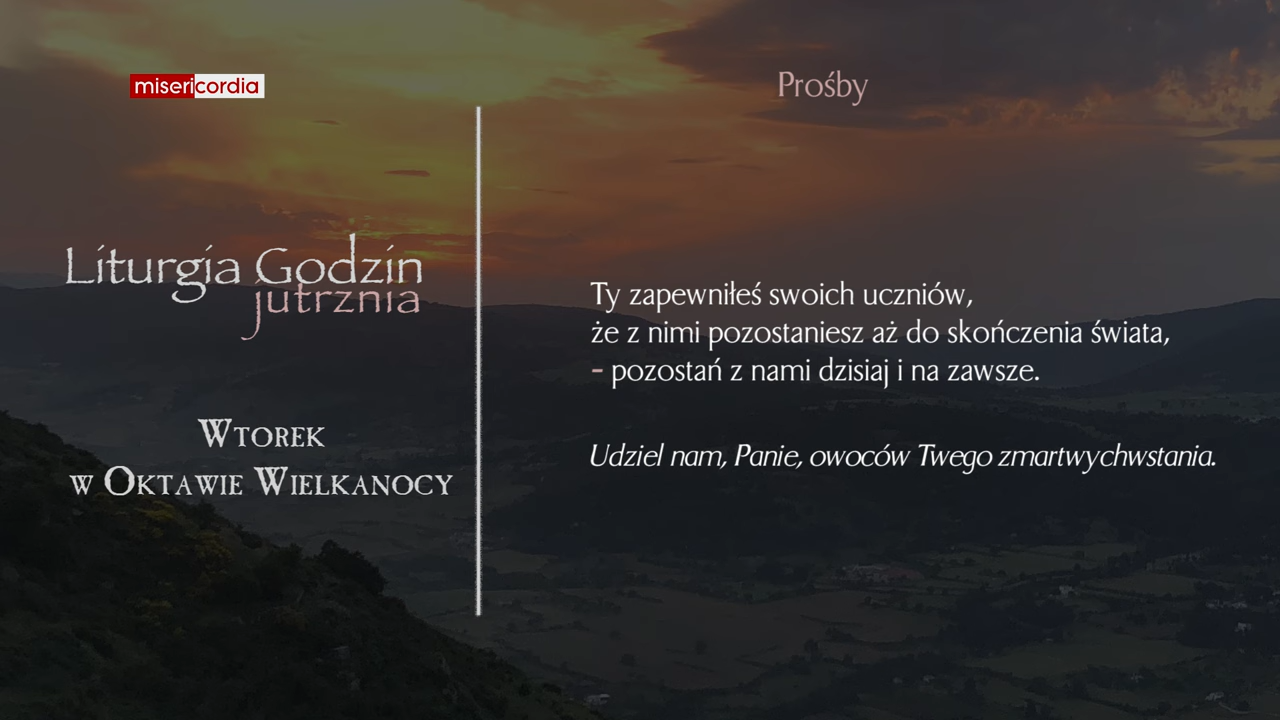 misericordia
Liturgia Godzin
jutrznia
Wtorek
w Oktawie Wielkanocy
Prośby
Ty zapewniłeś swoich uczniów,
że z nimi pozostaniesz aż do skończenia świata,
- pozostań z nami dzisiaj i na zawsze.
Udziel nam, Panie, owoców Twego zmartwychwstania.